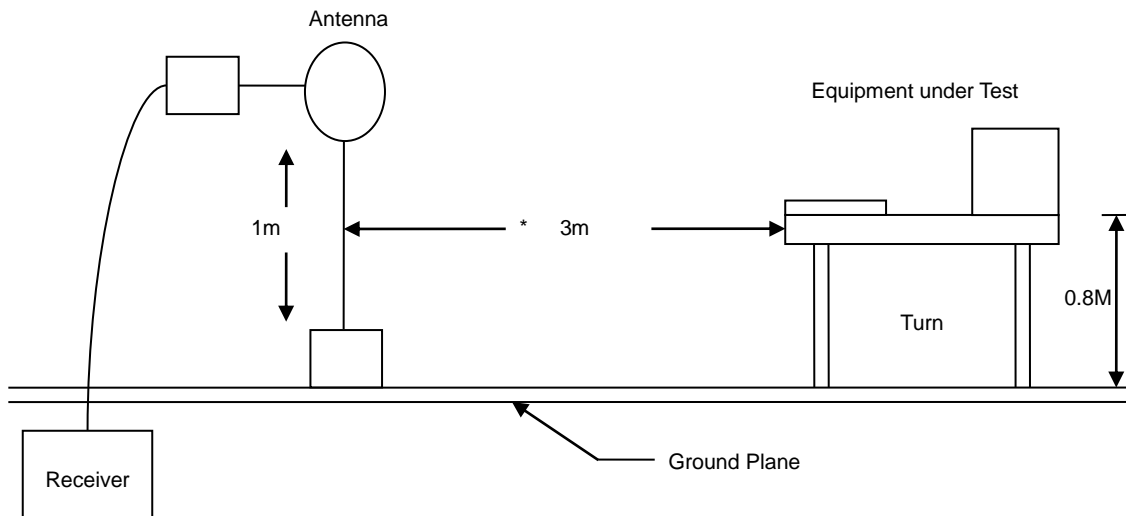 Antenna
Equipment under Test
1m
* 3m
0.8M
Turn
Ground Plane
Receiver